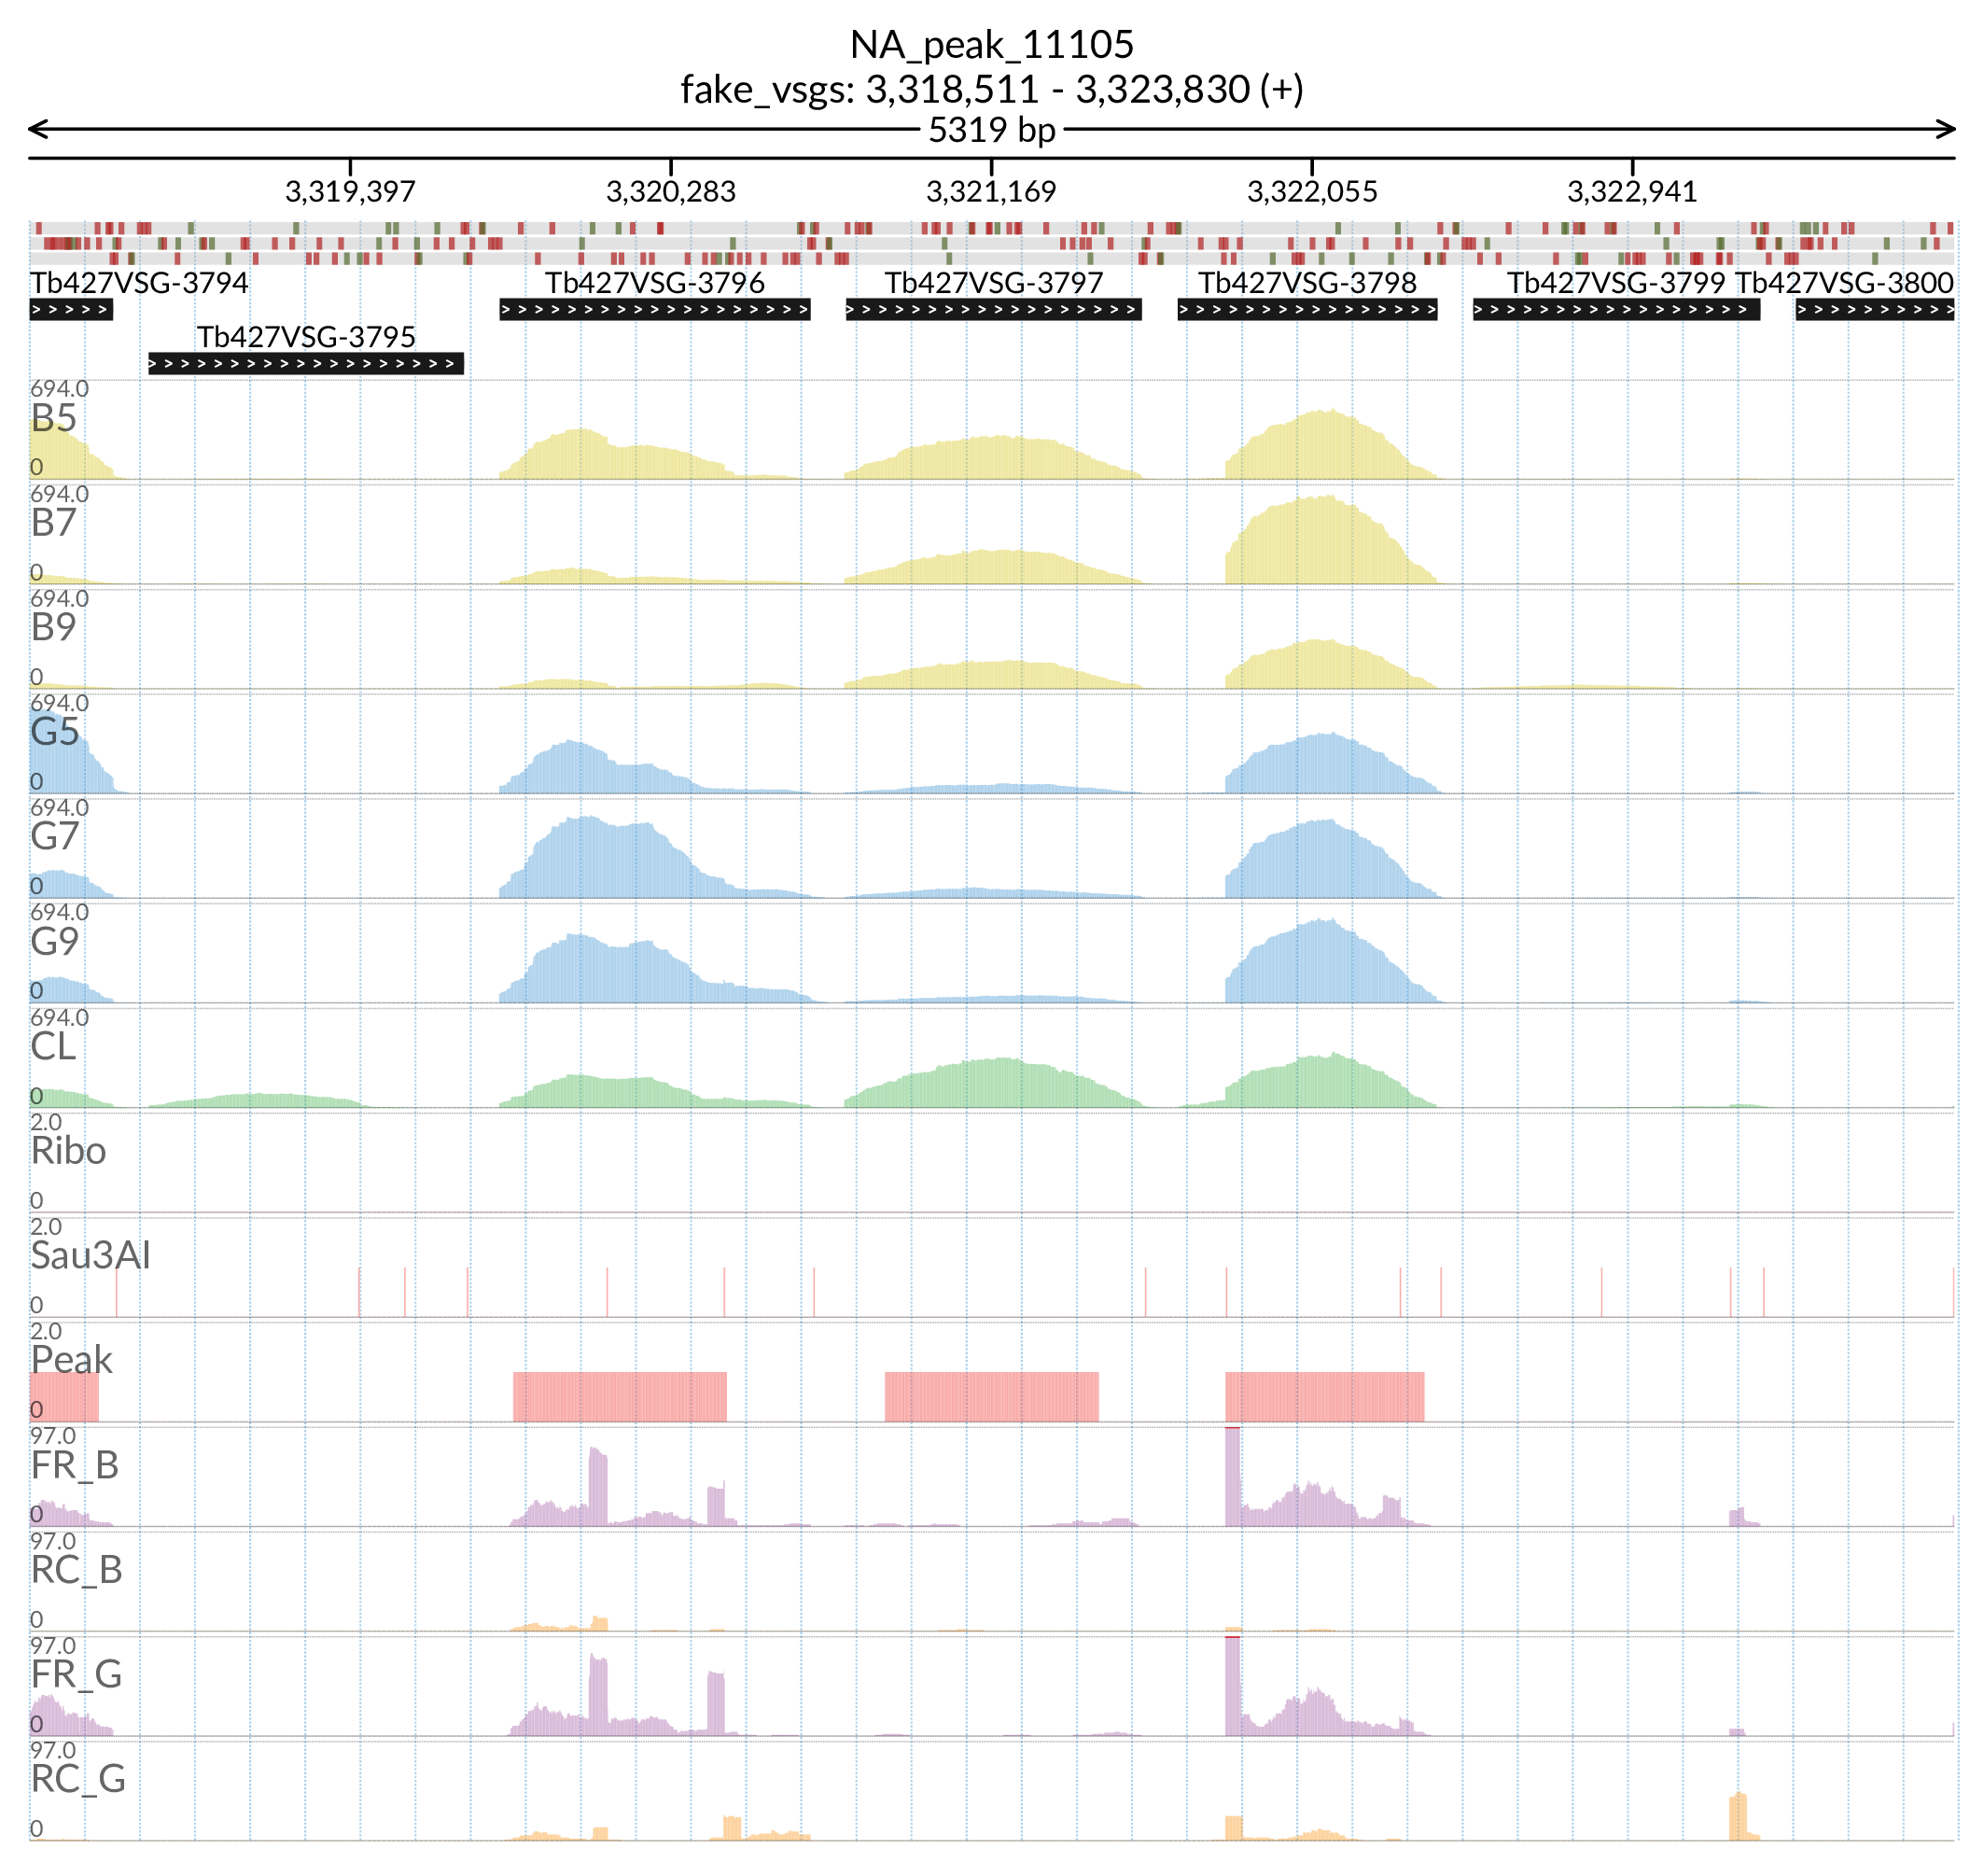 NA_peak_11105
fake_vsgs: 3,318,511 - 3,323,830 (+)
5319 bp
3,319,397 3,320,283 3,321,169 3,322,055 3,322,941
Tb427VSG-3794 Tb427VSG-3796 Tb427VSG-3797 Tb427VSG-3798 Tb427VSG-3799 Tb427VSG-3800
Tb427VSG-3795
694.0
B5
0
694.0
B7
0
694.0
B9
0
694.0
G5
0
694.0
G7
0
694.0
G9
0
694.0
CL
0
2.0
Ribo
0
2.0
Sau3AI
0
2.0
Peak
0
97.0
FR_B
0
97.0
RC_B
0
97.0
FR_G
0
97.0
RC_G
0